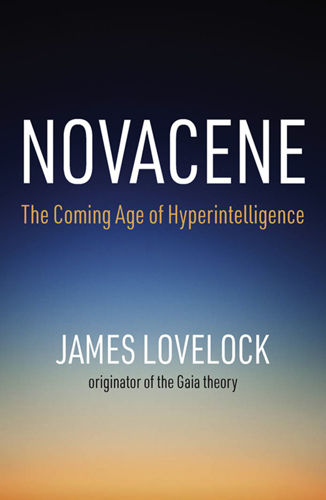 NOVACENE
The Coming Age of Hyperintelligence
JAMES LOVELOCK
originator of the Gaia theory